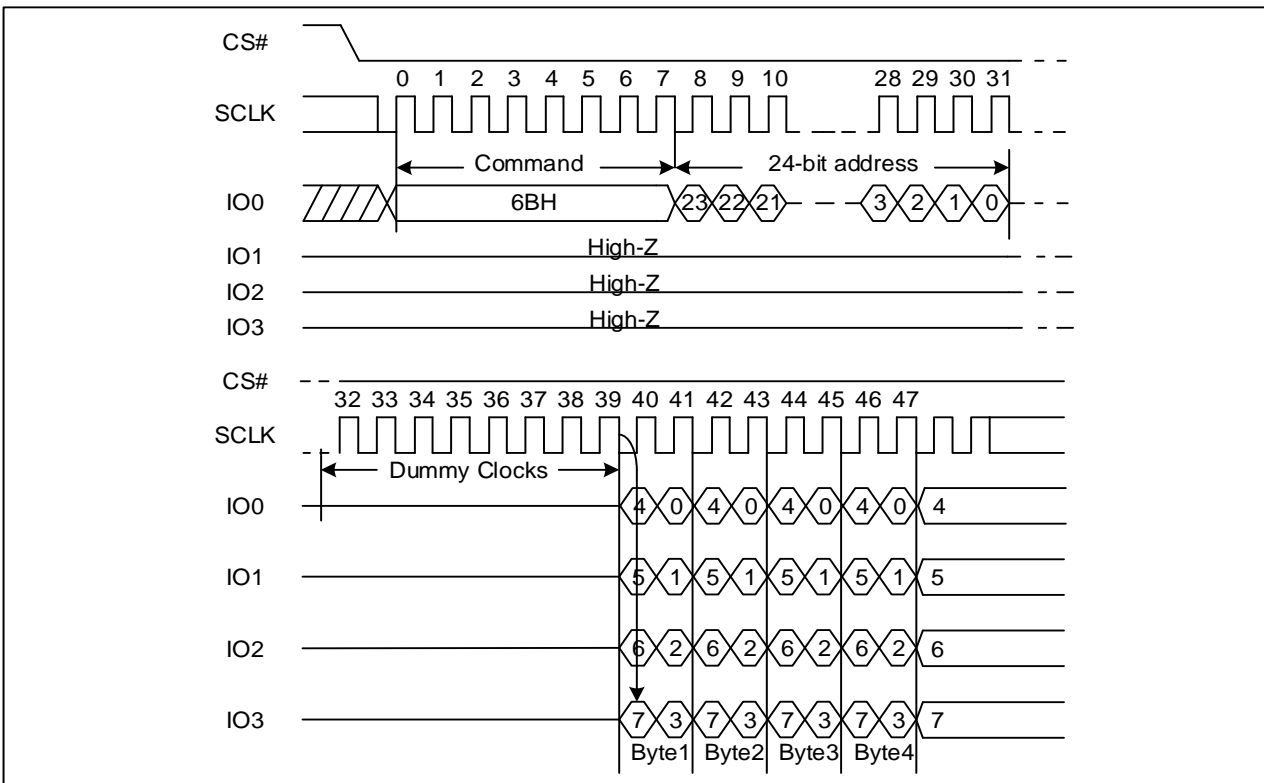 CS#
0 1 2 3 4 5 6 7 8 9 10 28 29 30 31
SCLK
Command 24-bit address
IO0 6BH 23 22 21 3 2 1 0
IO1 High-Z
IO2 High-Z
IO3 High-Z
CS#
32 33 34 35 36 37 38 39 40 41 42 43 44 45 46 47
SCLK
Dummy Clocks
IO0 4 0 4 0 4 0 4 0 4
IO1 5 1 5 1 5 1 5 1 5
IO2 6 2 6 2 6 2 6 2 6
IO3 7 3 7 3 7 3 7 3 7
Byte1 Byte2 Byte3 Byte4